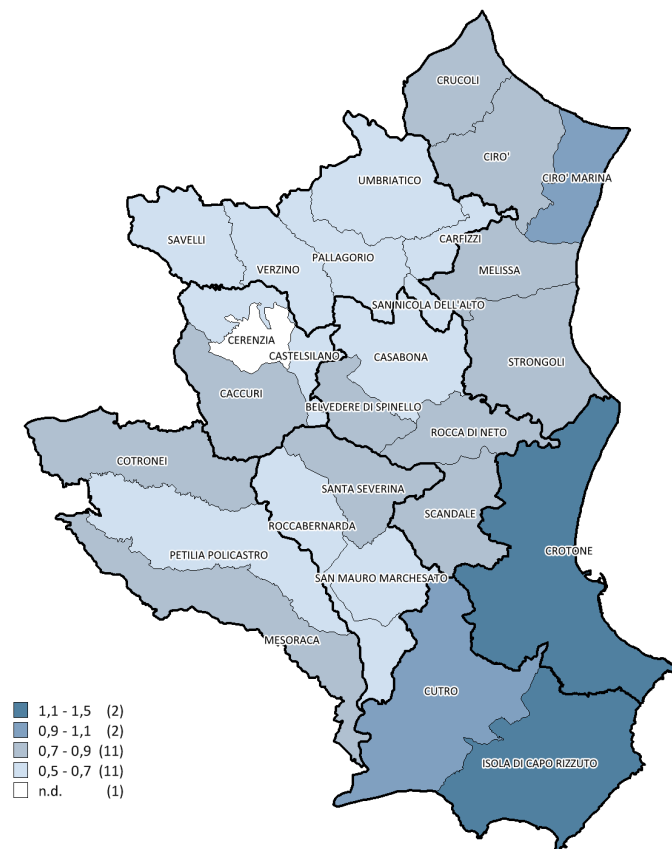 CRUCOLI
CIRO'
CIRO' MARINA
UMBRIATICO
SAVELLI
CARFIZZI
PALLAGORIO
VERZINO
MELISSA
SAN NICOLA DELL'ALTO
CERENZIA
CASTELSILANO
CASABONA
STRONGOLI
CACCURI
BELVEDERE DI SPINELLO
ROCCA DI NETO
COTRONEI
SANTA SEVERINA
SCANDALE
ROCCABERNARDA
CROTONE
PETILIA POLICASTRO
SAN MAURO MARCHESATO
MESORACA
CUTRO
ISOLA DI CAPO RIZZUTO
1,1 - 1,5 (2)
0,9 - 1,1 (2)
0,7 - 0,9 (11)
0,5 - 0,7 (11)
n.d. (1)